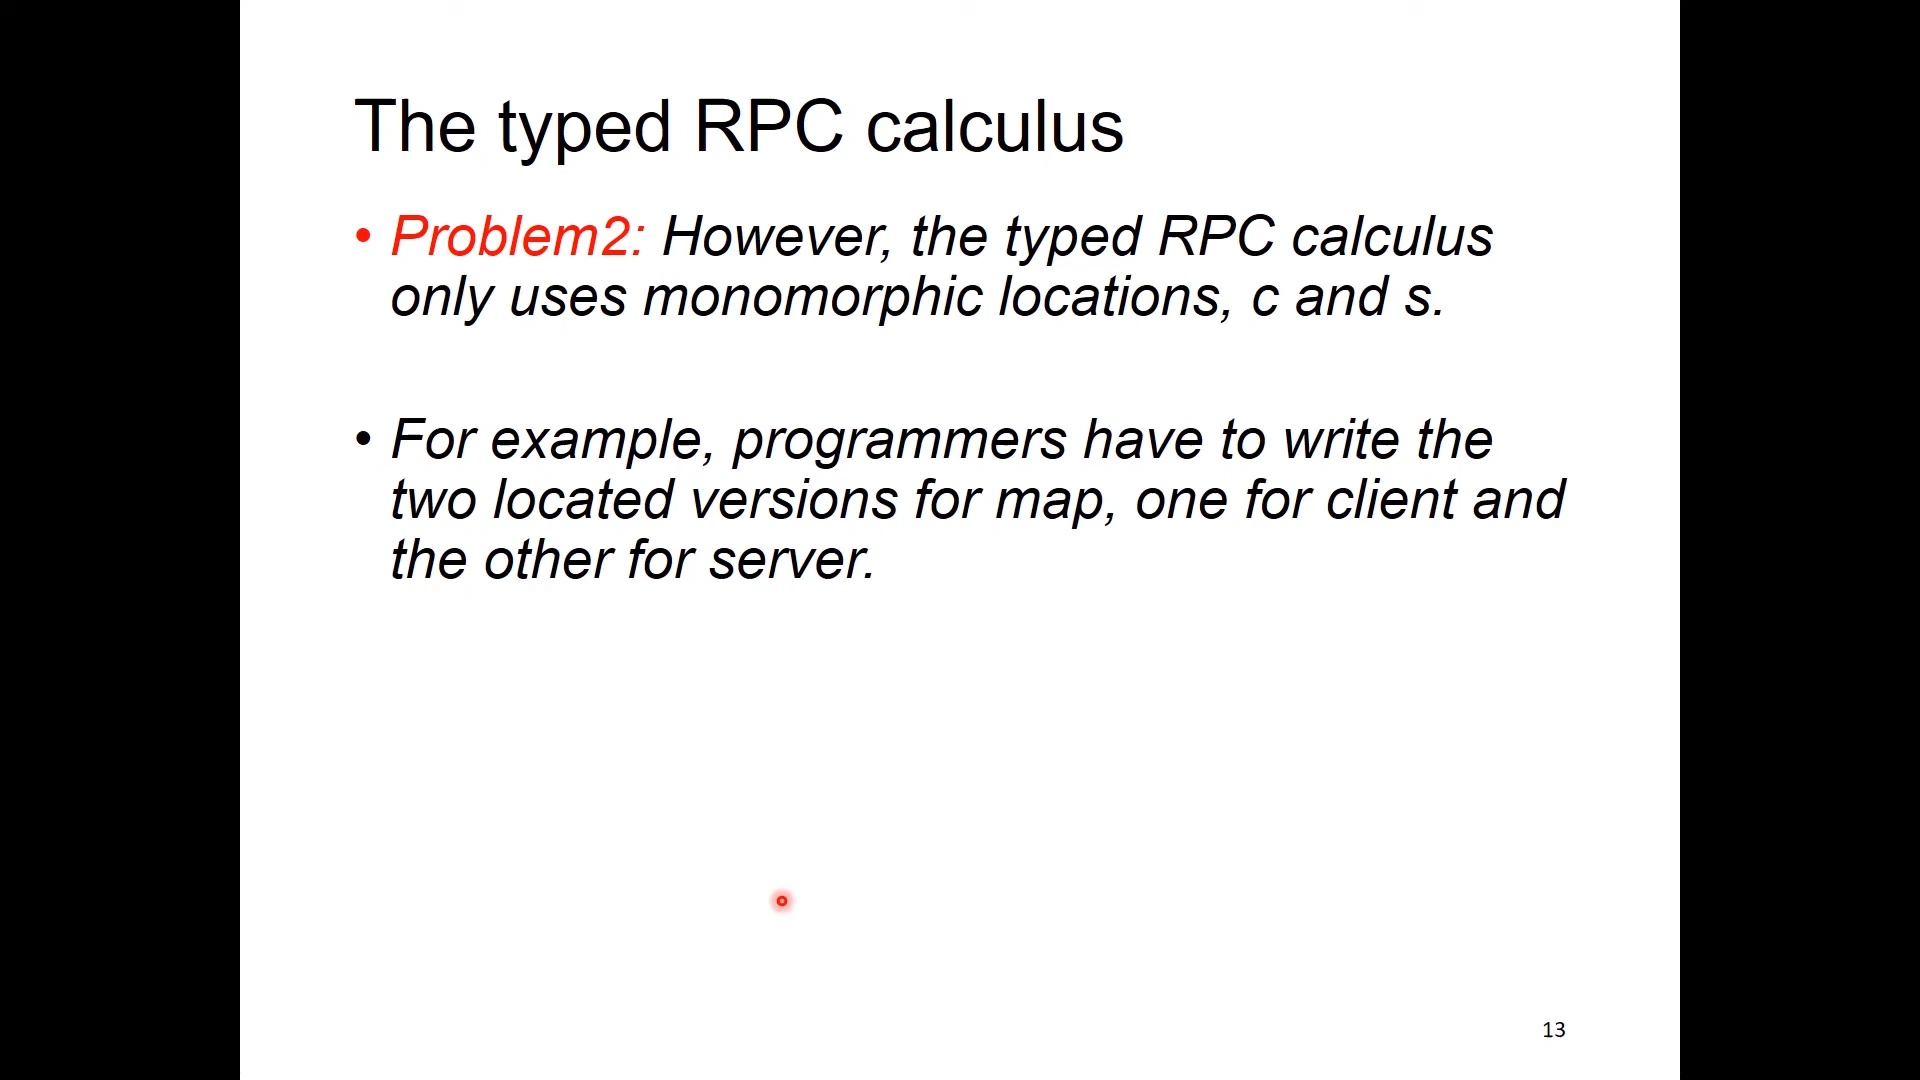 The typed RPC calculus
• Problem2: However, the typed RPC calculus
only uses monomorphic locations, c and s.
• For example, programmers have to write the
two located versions for map, one for client and
the other for server.
13